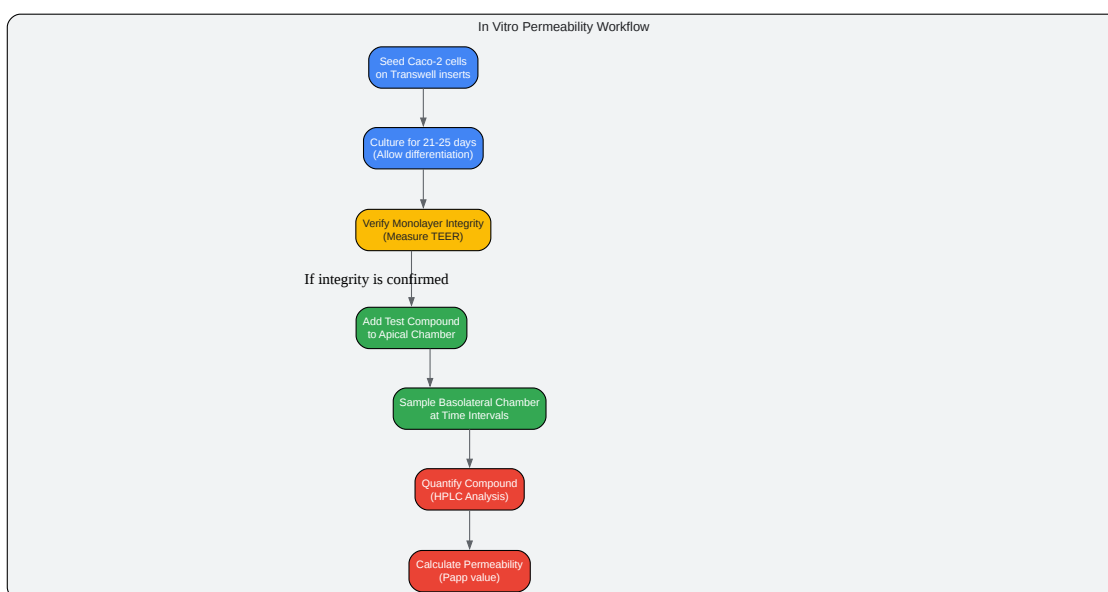 In Vitro Permeability Workflow
Seed Caco-2 cells
on Transwell inserts
Culture for 21-25 days
(Allow differentiation)
Verify Monolayer Integrity
(Measure TEER)
If integrity is confirmed
Add Test Compound
to Apical Chamber
Sample Basolateral Chamber
at Time Intervals
Quantify Compound
(HPLC Analysis)
Calculate Permeability
(Papp value)